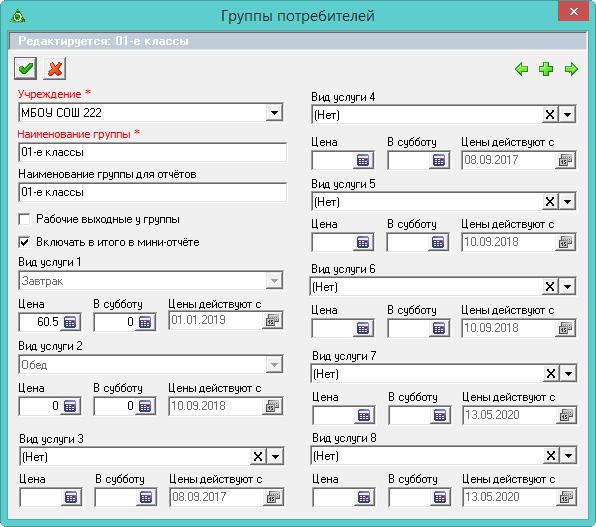 Группы потребителей
Редактируется: 01-е классы
Учреждение *
МБОУ СОШ 222
Наименование группы *
01-е классы
Наименование группы для отчётов
01-е классы
Рабочие выходные у группы
Включать в итого в мини-отчёте
Вид услуги 1
Завтрак
Цена В субботу Цены действуют с
60.5 0 01.01.2019
Вид услуги 2
Обед
Цена В субботу Цены действуют с
0 0 10.09.2018
Вид услуги 3
(Нет)
Цена В субботу Цены действуют с
08.09.2017
Вид услуги 4
(Нет)
Цена В субботу Цены действуют с
08.09.2017
Вид услуги 5
(Нет)
Цена В субботу Цены действуют с
10.09.2018
Вид услуги 6
(Нет)
Цена В субботу Цены действуют с
10.09.2018
Вид услуги 7
(Нет)
Цена В субботу Цены действуют с
13.05.2020
Вид услуги 8
(Нет)
Цена В субботу Цены действуют с
13.05.2020